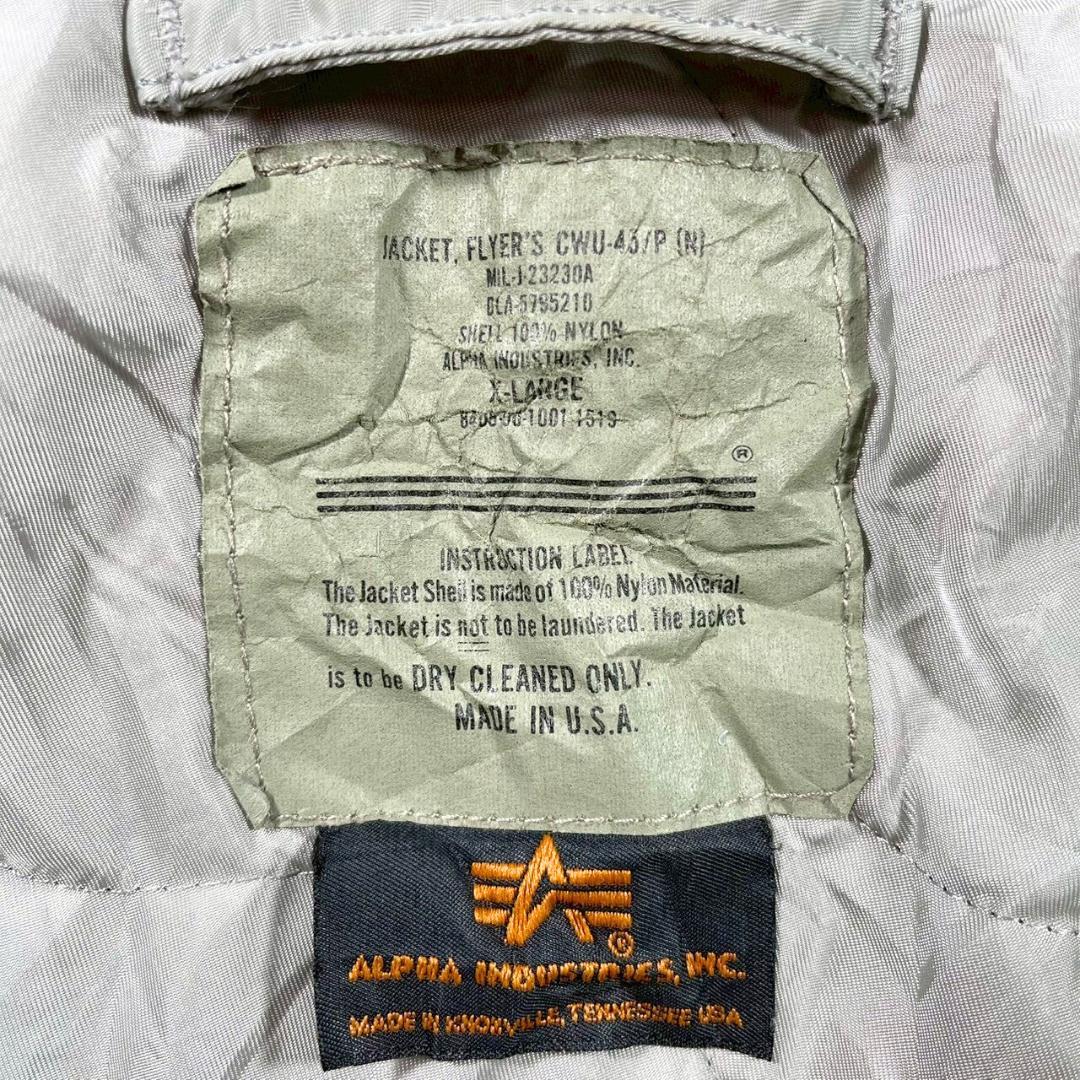 JACKET, FLYER'S CWU-45/P (N)
MIL-J-23230A
DLA-5795210
SHELL 100% NYLON
ALPHA INDUSTRIES, INC.
X-LARGE
®
INSTRUCTION LABEL
The Jacket Shell is made of 100% Nylon Material.
The Jacket is not to be laundered. The Jacket
is to be DRY CLEANED ONLY.
MADE IN U.S.A.
®
ALPHA INDUSTRIES, INC.
MADE IN KNOXVILLE, TENNESSEE USA